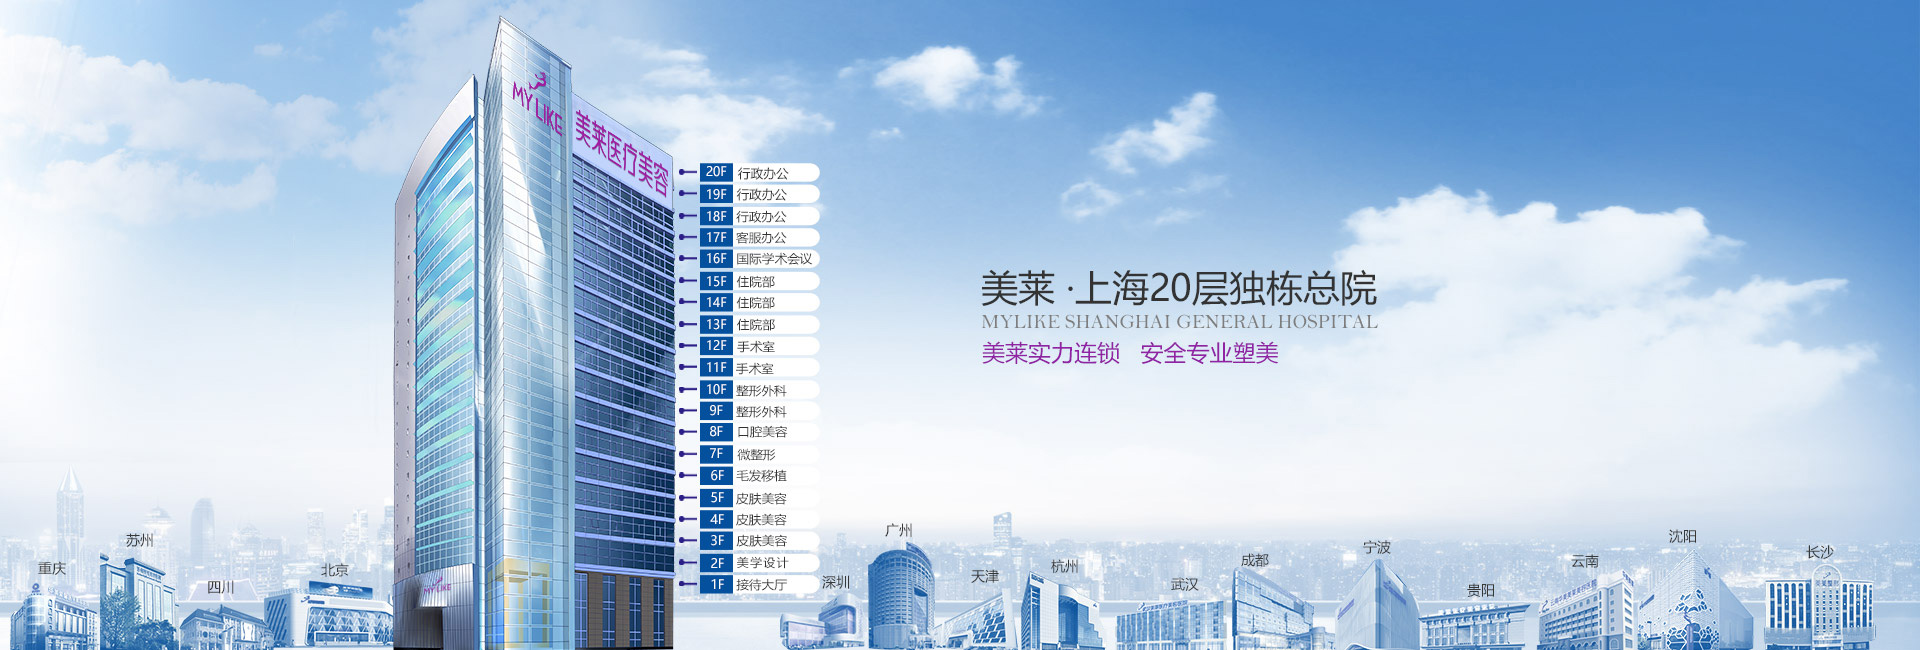 MY LIKE
美莱医疗美容
20F 行政办公
19F 行政办公
18F 行政办公
17F 客服办公
16F 国际学术会议
15F 住院部
14F 住院部
13F 住院部
12F 手术室
11F 手术室
10F 整形外科
9F 整形外科
8F 口腔美容
7F 微整形
6F 毛发移植
5F 皮肤美容
4F 皮肤美容
3F 皮肤美容
2F 美学设计
1F 接待大厅
美莱·上海20层独栋总院
MYLIKE SHANGHAI GENERAL HOSPITAL
美莱实力连锁 安全专业塑美
重庆
苏州
四川
北京
MY LIKE
深圳
广州
天津
杭州
武汉
成都
宁波
贵阳
云南
沈阳
长沙